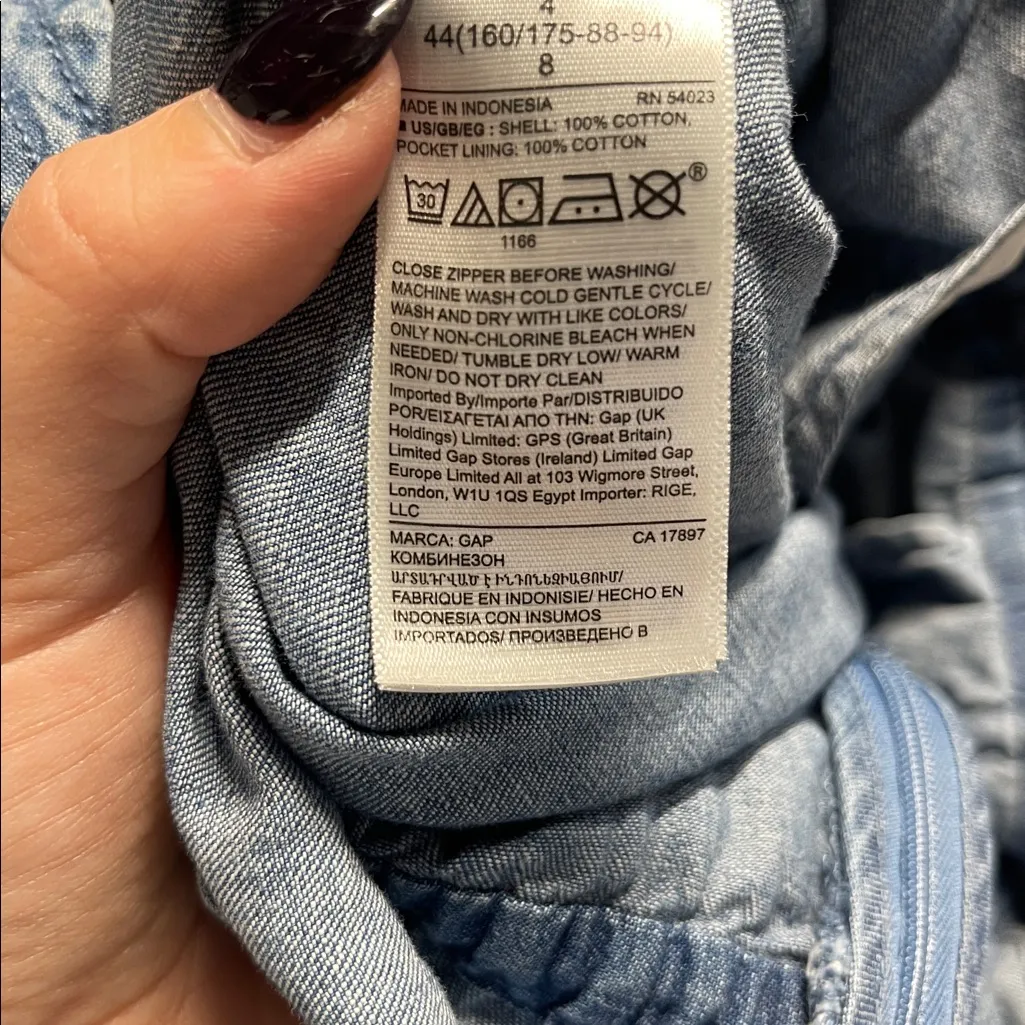 4
44(160/175-88-94)
8
MADE IN INDONESIA RN 54023
US/GB/EG : SHELL: 100% COTTON,
POCKET LINING: 100% COTTON
30 ®
1166
CLOSE ZIPPER BEFORE WASHING/
MACHINE WASH COLD GENTLE CYCLE/
WASH AND DRY WITH LIKE COLORS/
ONLY NON-CHLORINE BLEACH WHEN
NEEDED/ TUMBLE DRY LOW/ WARM
IRON/ DO NOT DRY CLEAN
Imported By/Importe Par/DISTRIBUIDO
POR/ΕΙΣΑΓΕΤΑΙ ΑΠΟ ΤΗΝ: Gap (UK
Holdings) Limited: GPS (Great Britain)
Limited Gap Stores (Ireland) Limited Gap
Europe Limited All at 103 Wigmore Street,
London, W1U 1QS Egypt Importer: RIGE,
LLC
MARCA: GAP CA 17897
КОМБИНЕЗОН
ԱՐՏԱԴՐՎԱԾ Է ԻՆԴՈՆԵԶԻԱՅՈՒՄ/
FABRIQUE EN INDONISIE/ HECHO EN
INDONESIA CON INSUMOS
IMPORTADOS/ ПРОИЗВЕДЕНО В